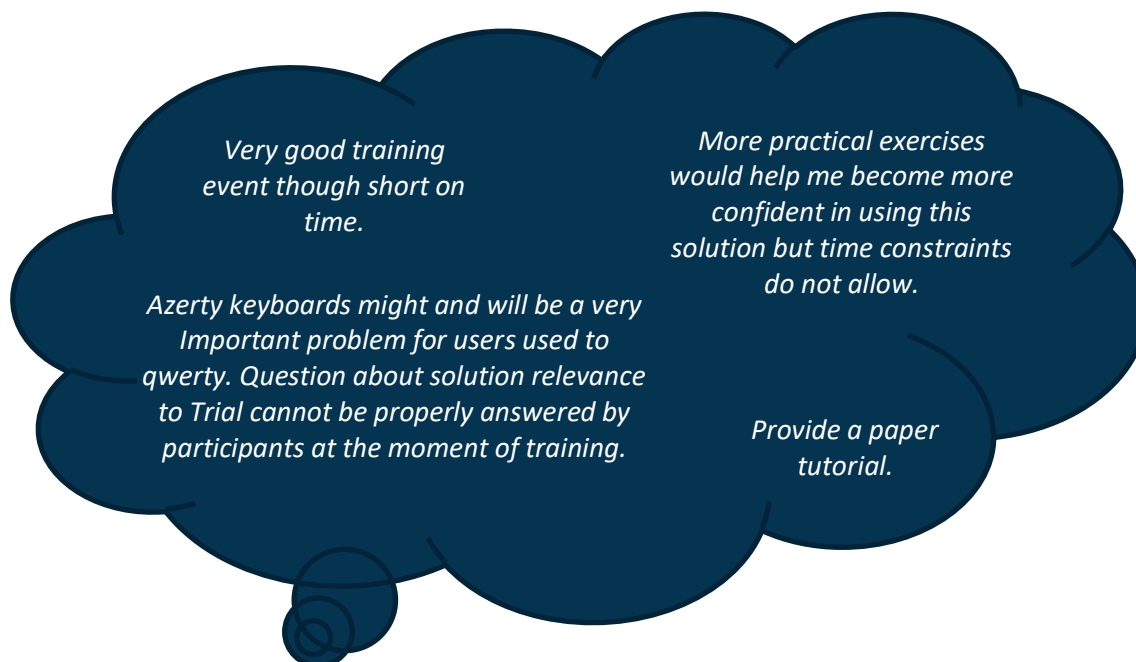 Very good training
event though short on
time.
More practical exercises
would help me become more
confident in using this
solution but time constraints
do not allow.
Azerty keyboards might and will be a very
Important problem for users used to
qwerty. Question about solution relevance
to Trial cannot be properly answered by
participants at the moment of training.
Provide a paper
tutorial.